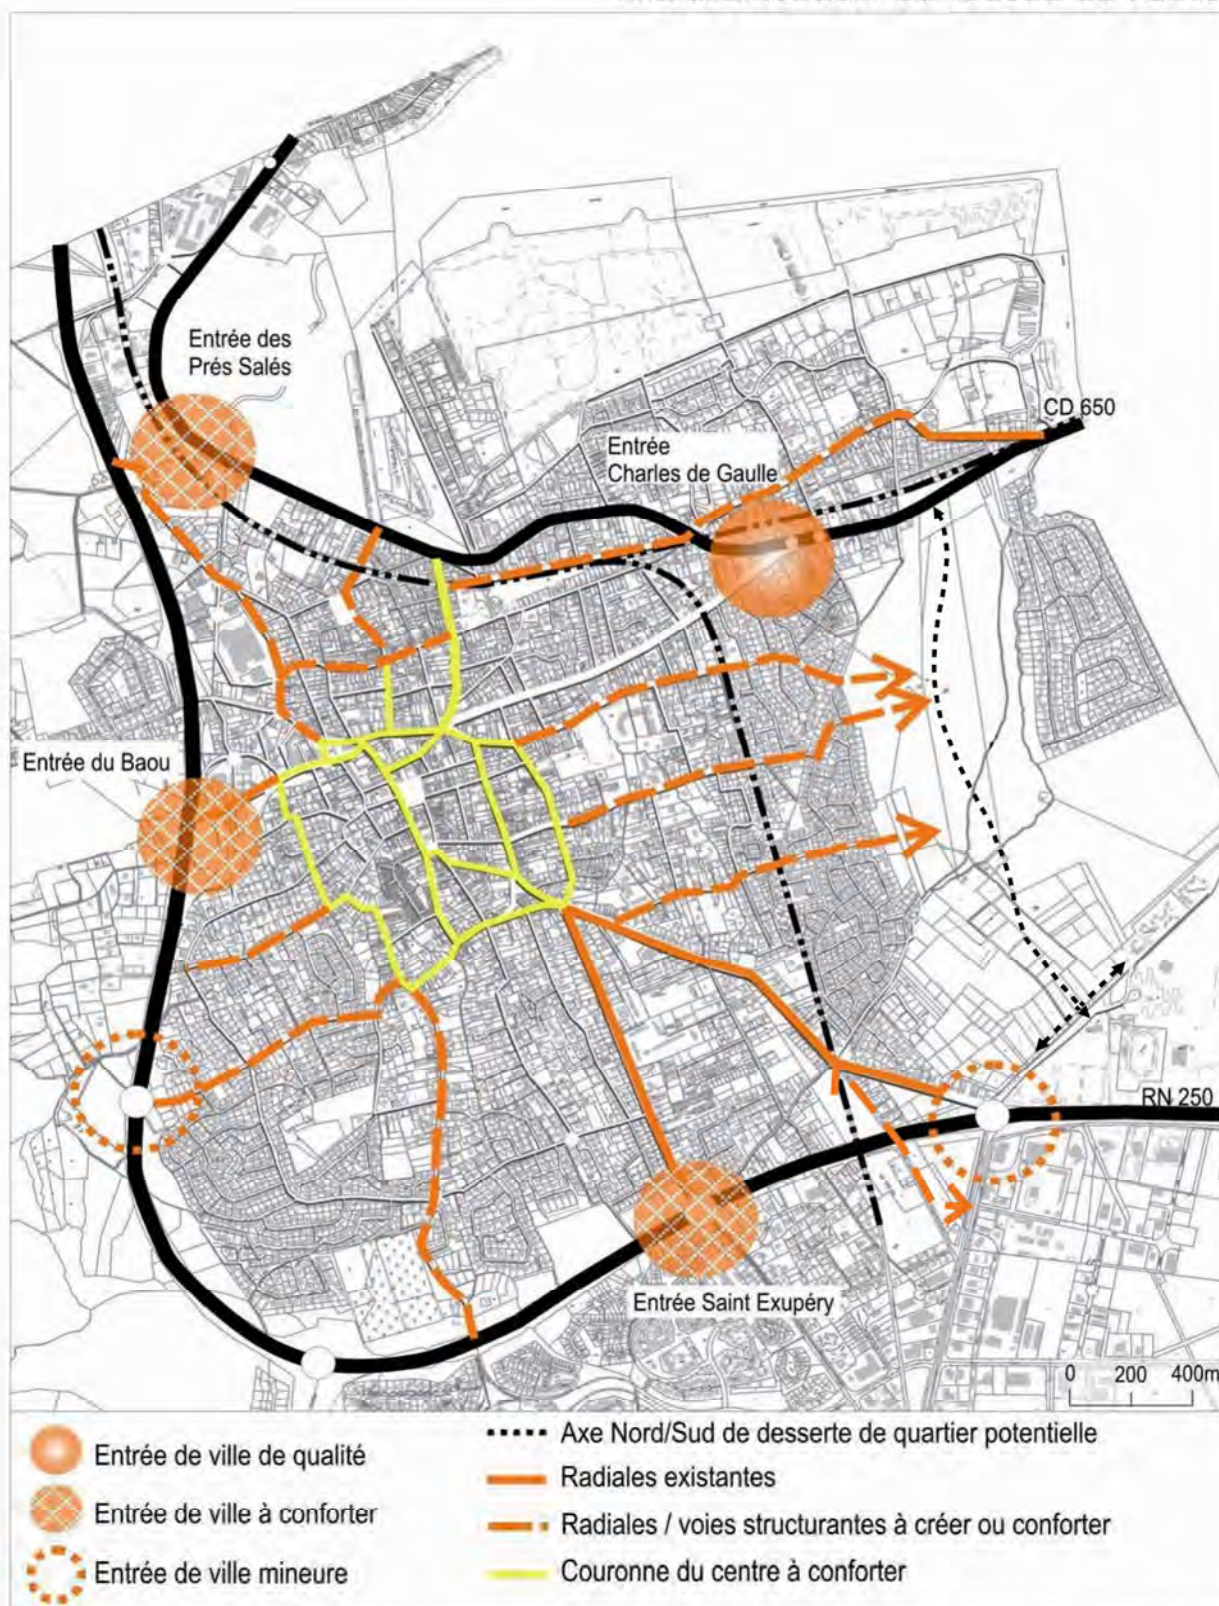 Entrée des
Prés Salés
CD 650
Entrée
Charles de Gaulle
Entrée du Baou
RN 250
Entrée Saint Exupéry
0 200 400m
Entrée de ville de qualité
Entrée de ville à conforter
Entrée de ville mineure
Axe Nord/Sud de desserte de quartier potentielle
Radiales existantes
Radiales / voies structurantes à créer ou conforter
Couronne du centre à conforter